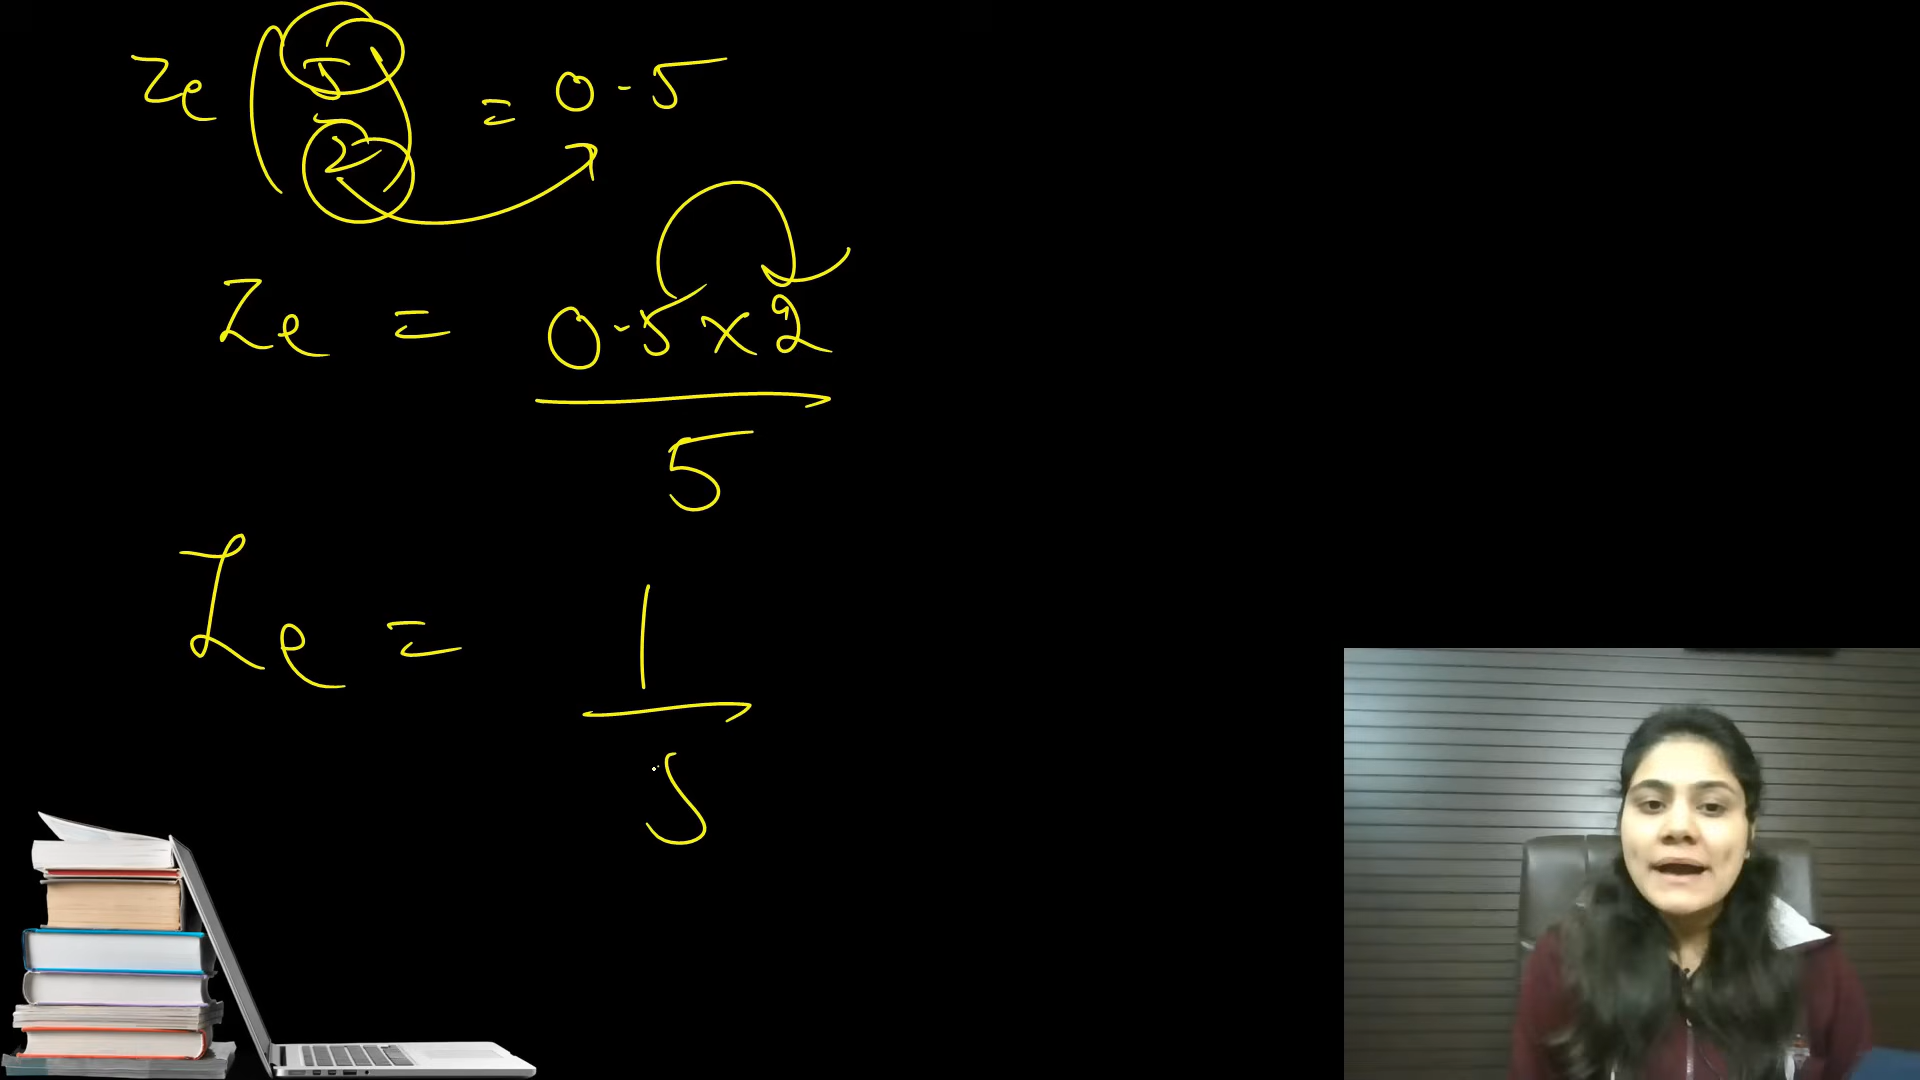 Ze (5/2) = 0.5
Ze = 0.5 x 2 / 5
Ze = 1 / 5